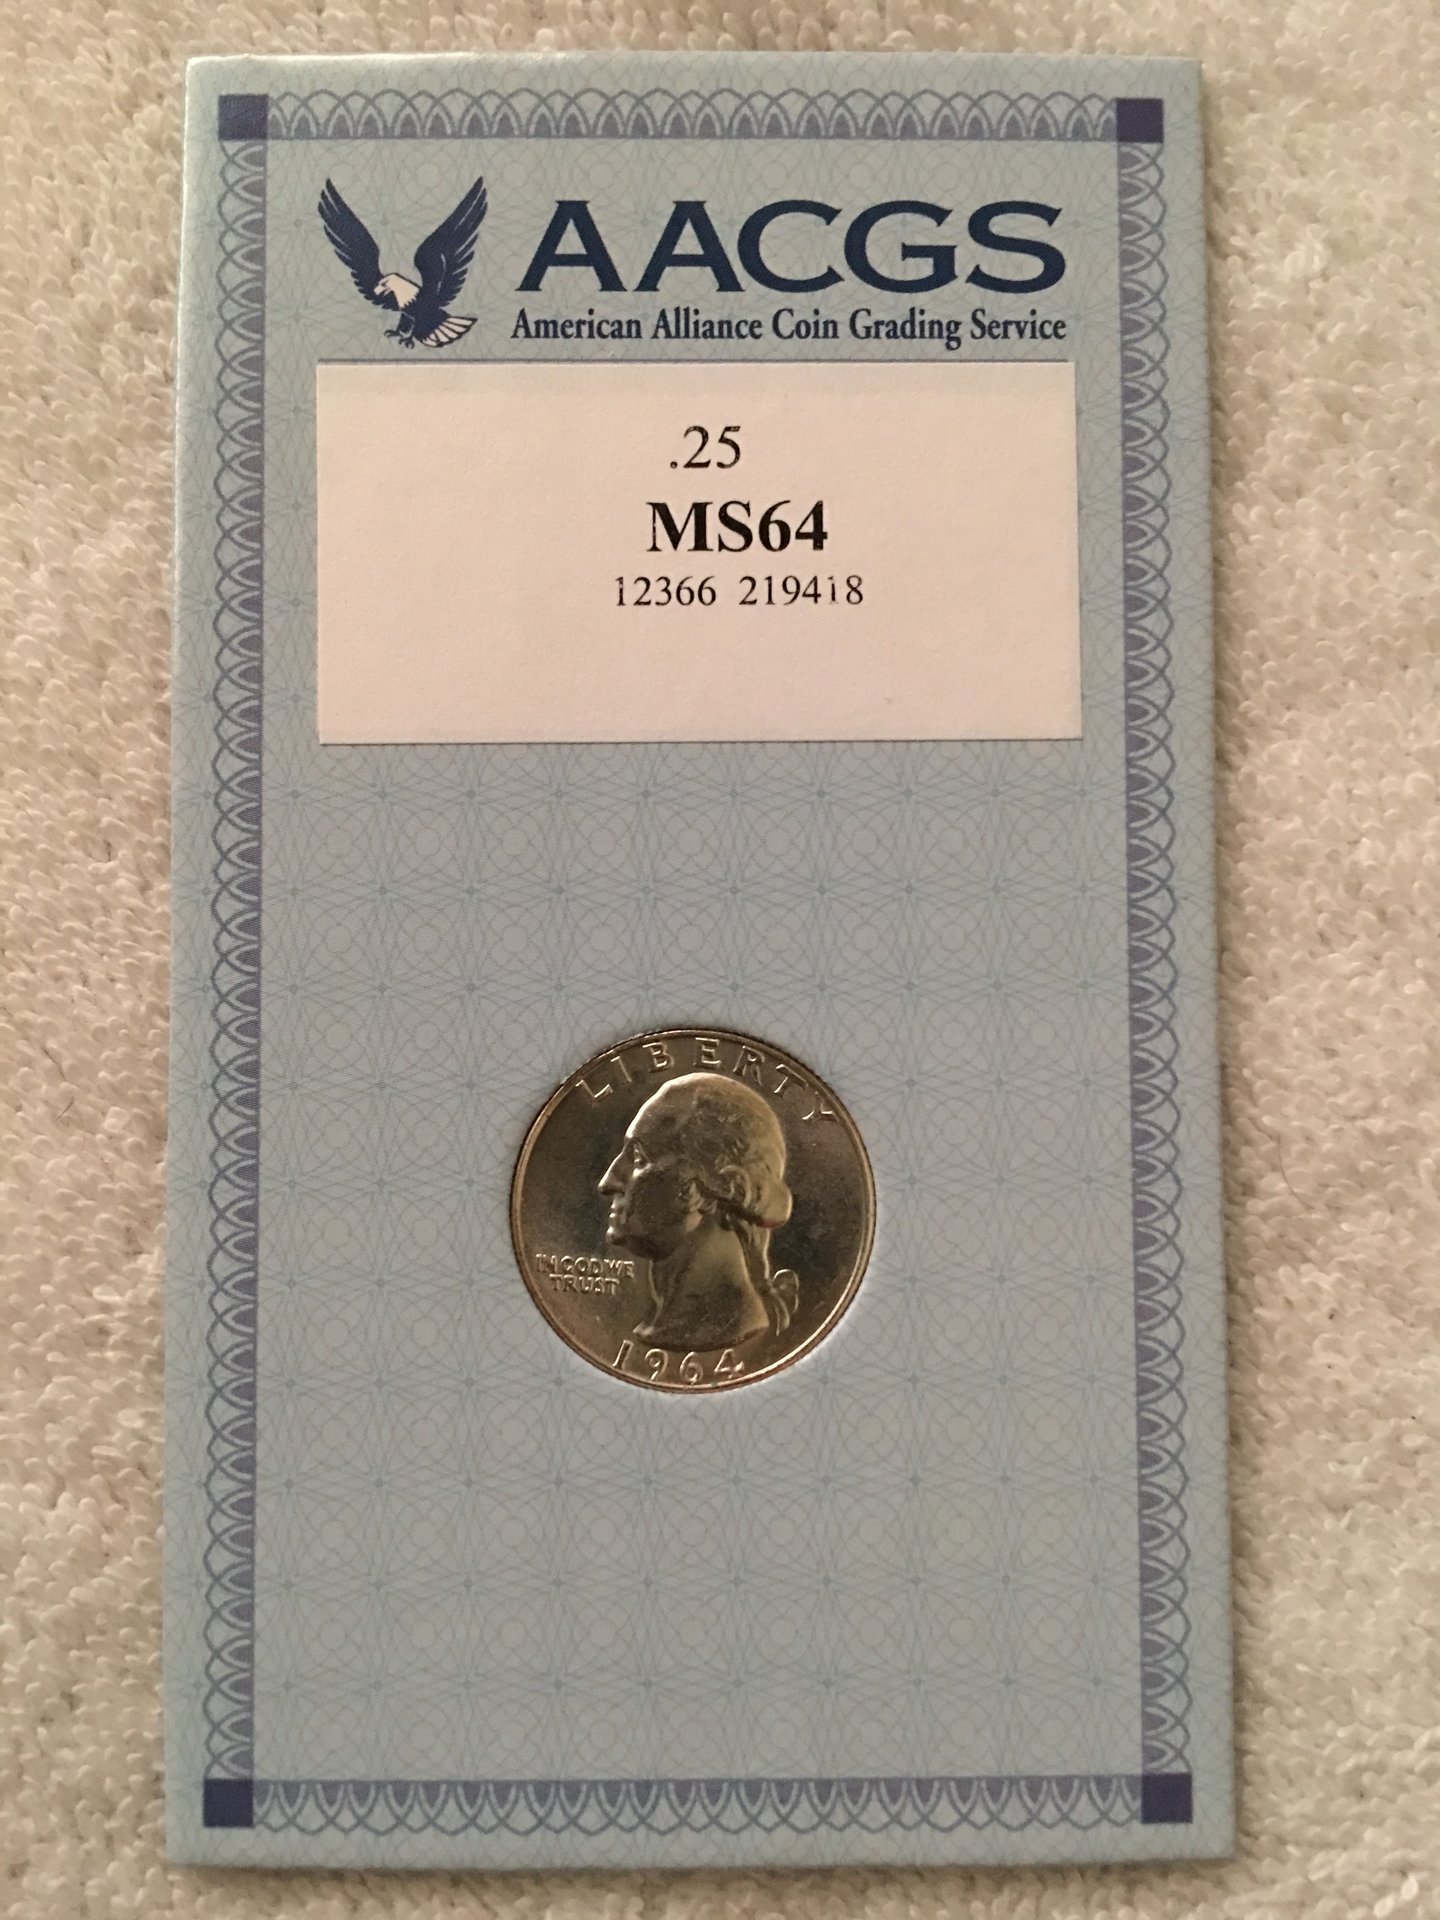 AACGS
American Alliance Coin Grading Service
.25
MS64
12366 219418
LIBERTY
IN GOD WE
TRUST
1964